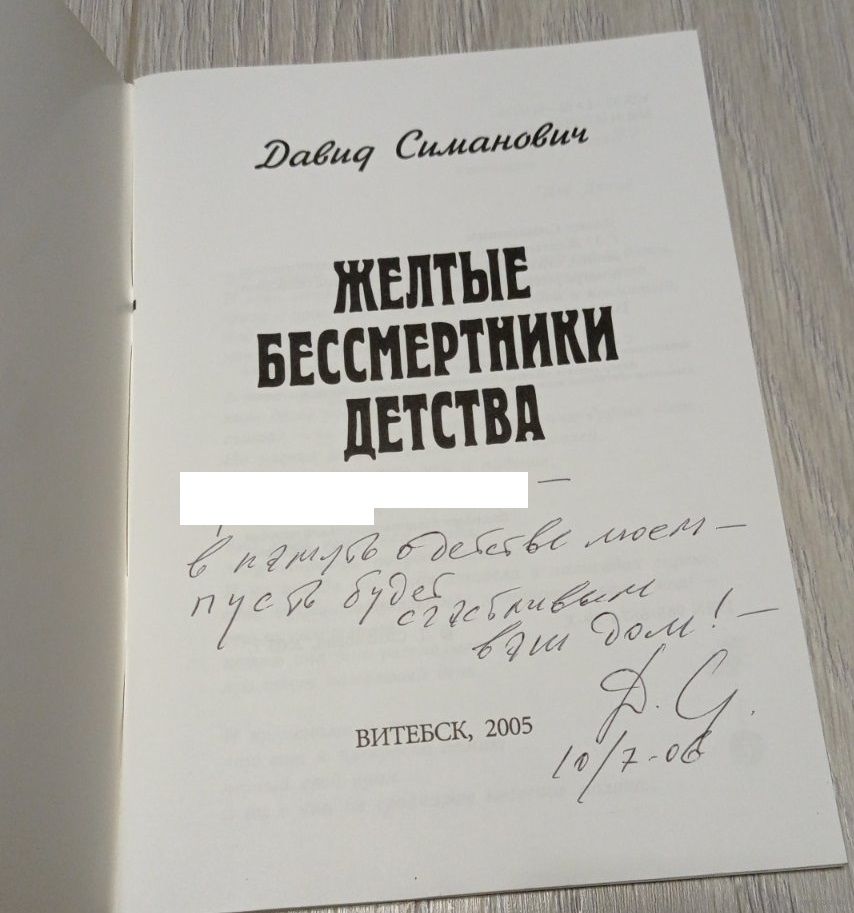 Давид Симанович
ЖЕЛТЫЕ
БЕССМЕРТНИКИ
ДЕТСТВА
—
в память о детстве моем —
пусть будет
счастливым
ваш дом! —
Д. С.
ВИТЕБСК, 2005
10/7-06